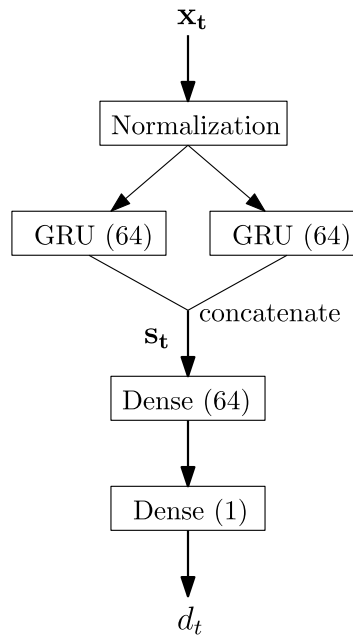 x_t
Normalization
GRU (64) GRU (64)
concatenate
s_t
Dense (64)
Dense (1)
d_t